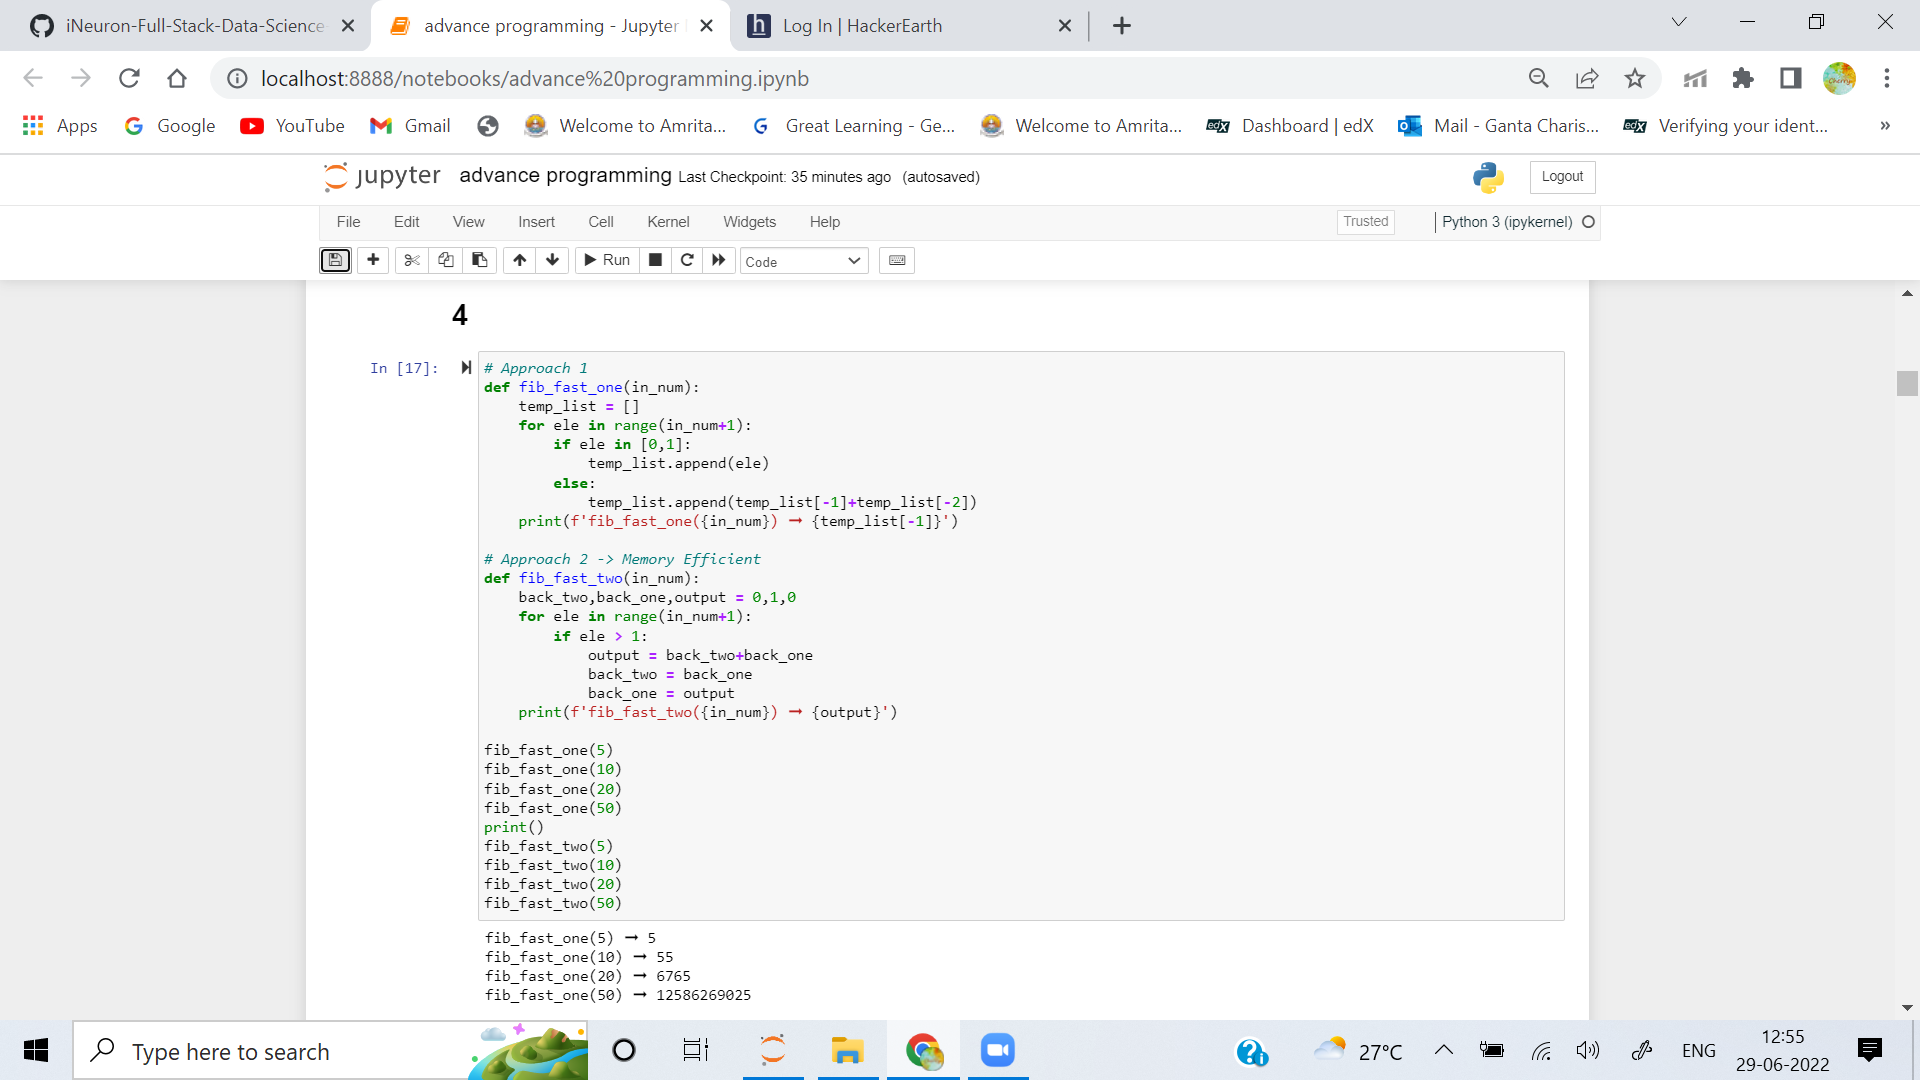 iNeuron-Full-Stack-Data-Science
advance programming - Jupyter
Log In | HackerEarth
localhost:8888/notebooks/advance%20programming.ipynb
Apps
Google
YouTube
Gmail
Welcome to Amrita...
Great Learning - Ge...
Welcome to Amrita...
Dashboard | edX
Mail - Ganta Charis...
Verifying your ident...
»
jupyter
advance programming Last Checkpoint: 35 minutes ago (autosaved)
Logout
File Edit View Insert Cell Kernel Widgets Help
Trusted
Python 3 (ipykernel)
Run
Code
4
In [17]:
# Approach 1
def fib_fast_one(in_num):
    temp_list = []
    for ele in range(in_num+1):
        if ele in [0,1]:
            temp_list.append(ele)
        else:
            temp_list.append(temp_list[-1]+temp_list[-2])
    print(f'fib_fast_one({in_num}) ➞ {temp_list[-1]}')
# Approach 2 -> Memory Efficient
def fib_fast_two(in_num):
    back_two,back_one,output = 0,1,0
    for ele in range(in_num+1):
        if ele > 1:
            output = back_two+back_one
            back_two = back_one
            back_one = output
    print(f'fib_fast_two({in_num}) ➞ {output}')
fib_fast_one(5)
fib_fast_one(10)
fib_fast_one(20)
fib_fast_one(50)
print()
fib_fast_two(5)
fib_fast_two(10)
fib_fast_two(20)
fib_fast_two(50)
fib_fast_one(5) ➞ 5
fib_fast_one(10) ➞ 55
fib_fast_one(20) ➞ 6765
fib_fast_one(50) ➞ 12586269025
Type here to search
27°C
ENG
12:55
29-06-2022